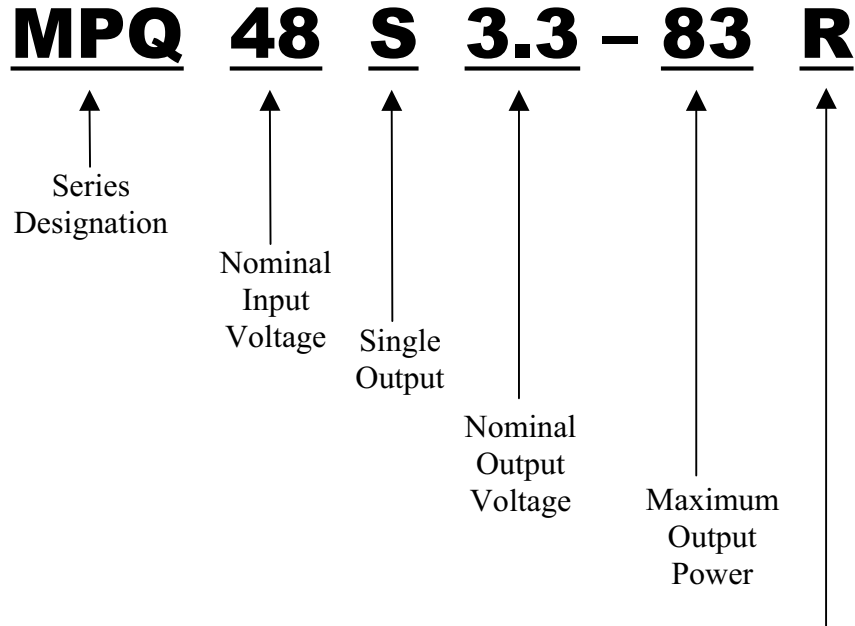 MPQ 48 S 3.3 – 83 R
Series
Designation
Nominal
Input
Voltage
Single
Output
Nominal
Output
Voltage
Maximum
Output
Power